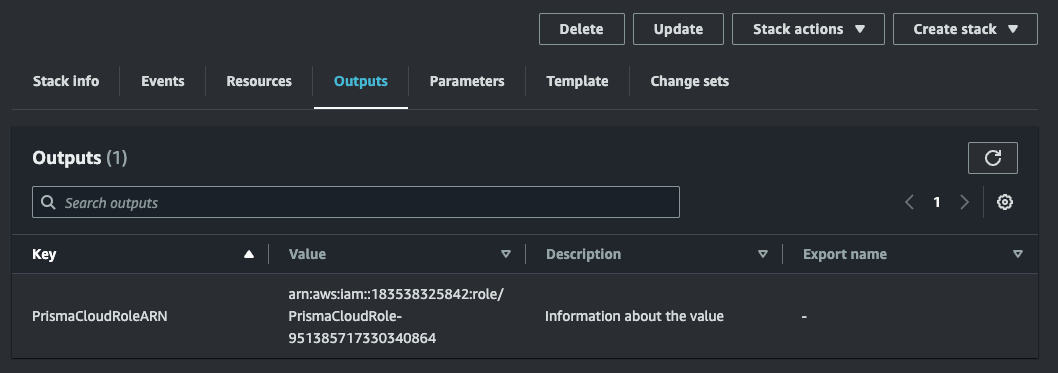 Delete Update Stack actions Create stack
Stack info Events Resources Outputs Parameters Template Change sets
Outputs (1)
Search outputs
1
Key Value Description Export name
arn:aws:iam::183538325842:role/
PrismaCloudRoleARN PrismaCloudRole- Information about the value -
951385717330340864